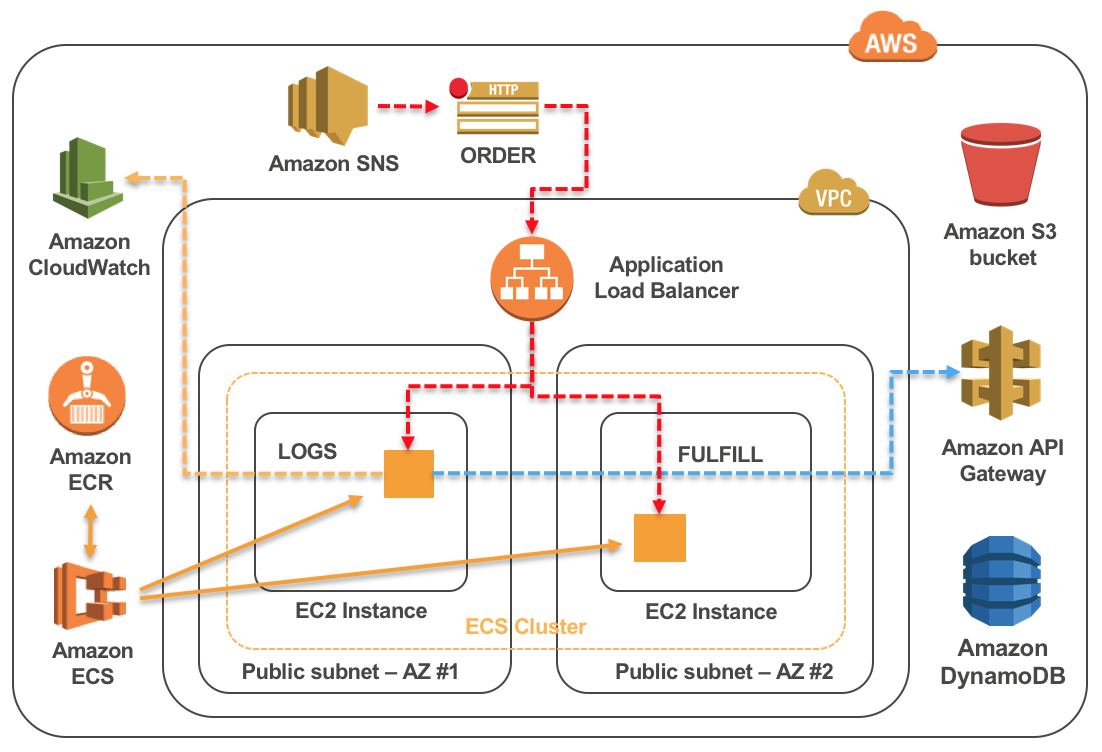 AWS
HTTP
Amazon SNS
ORDER
Amazon
CloudWatch
VPC
Amazon S3
bucket
Application
Load Balancer
Amazon
ECR
LOGS
FULFILL
Amazon API
Gateway
EC2 Instance
EC2 Instance
ECS Cluster
Amazon
ECS
Public subnet – AZ #1
Public subnet – AZ #2
Amazon
DynamoDB